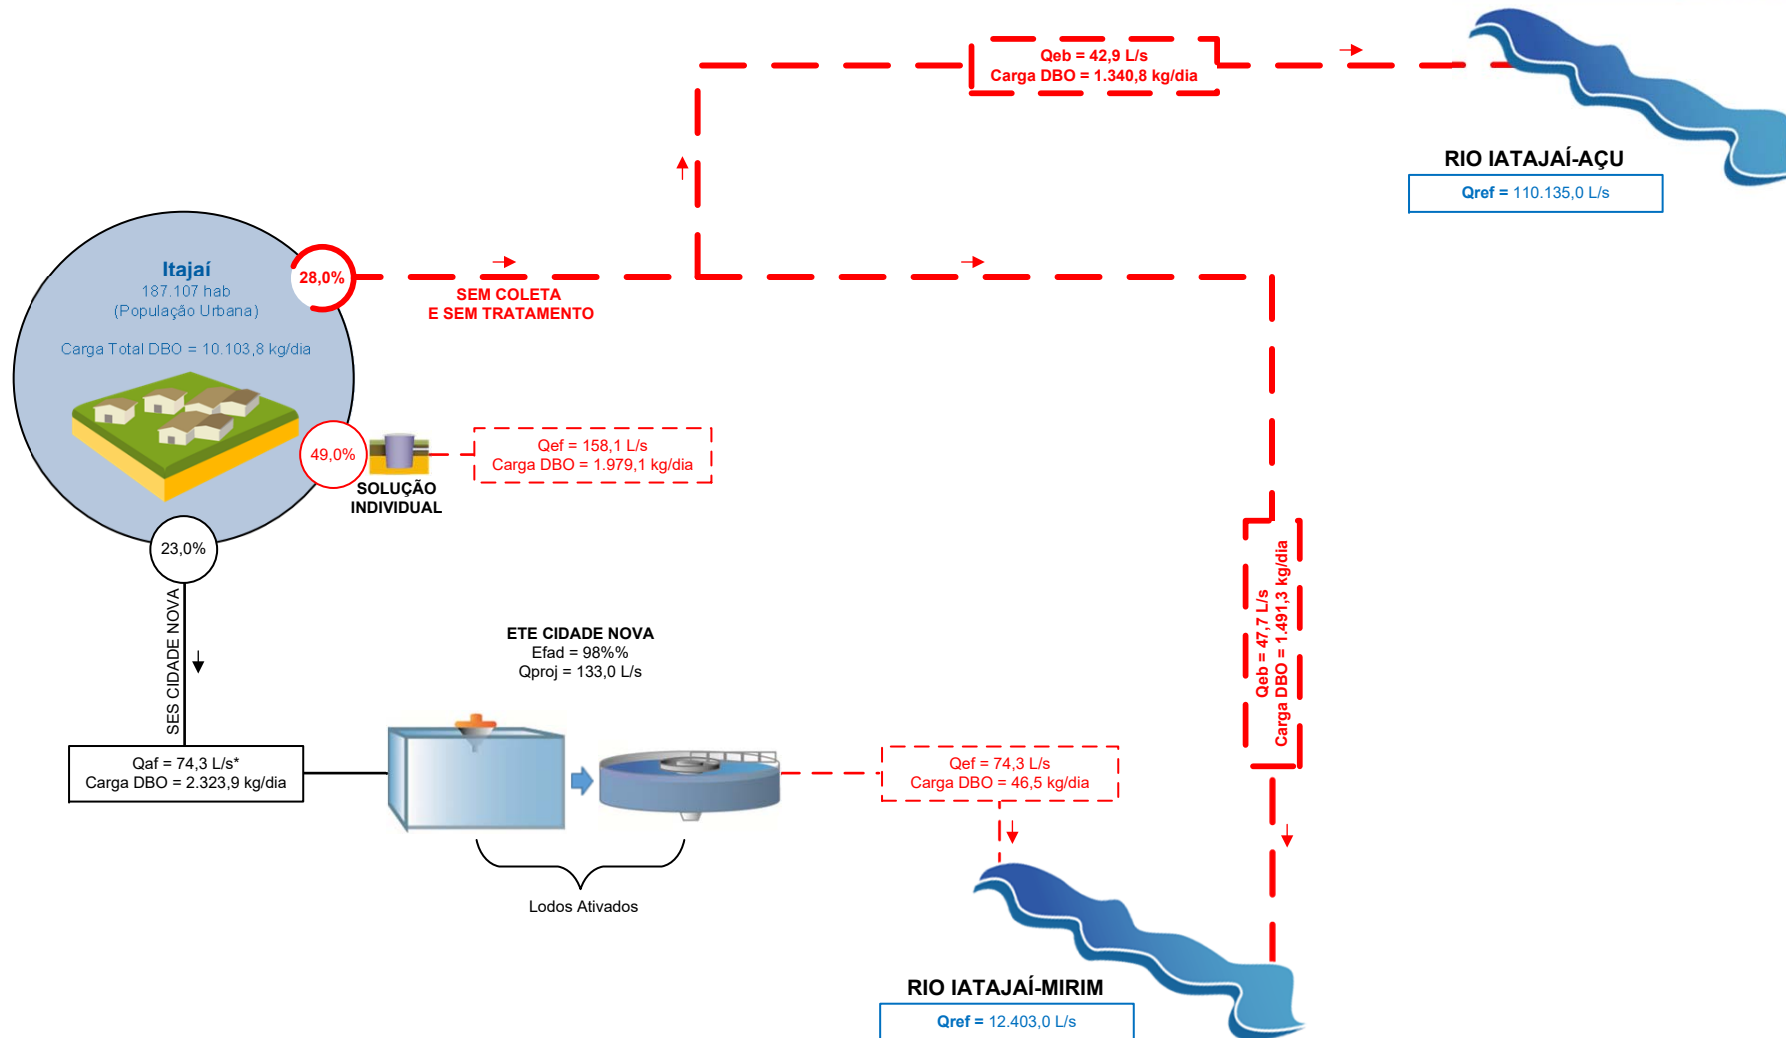 Qeb = 42,9 L/s
Carga DBO = 1.340,8 kg/dia
RIO IATAJAÍ-AÇU
Qref = 110.135,0 L/s
Itajaí
187.107 hab
(População Urbana)
Carga Total DBO = 10.103,8 kg/dia
28,0%
SEM COLETA
E SEM TRATAMENTO
49,0%
SOLUÇÃO
INDIVIDUAL
Qef = 158,1 L/s
Carga DBO = 1.979,1 kg/dia
23,0%
SES CIDADE NOVA
Qaf = 74,3 L/s*
Carga DBO = 2.323,9 kg/dia
ETE CIDADE NOVA
Efad = 98%%
Qproj = 133,0 L/s
Lodos Ativados
Qef = 74,3 L/s
Carga DBO = 46,5 kg/dia
Qeb = 47,7 L/s
Carga DBO = 1.491,3 kg/dia
RIO IATAJAÍ-MIRIM
Qref = 12.403,0 L/s